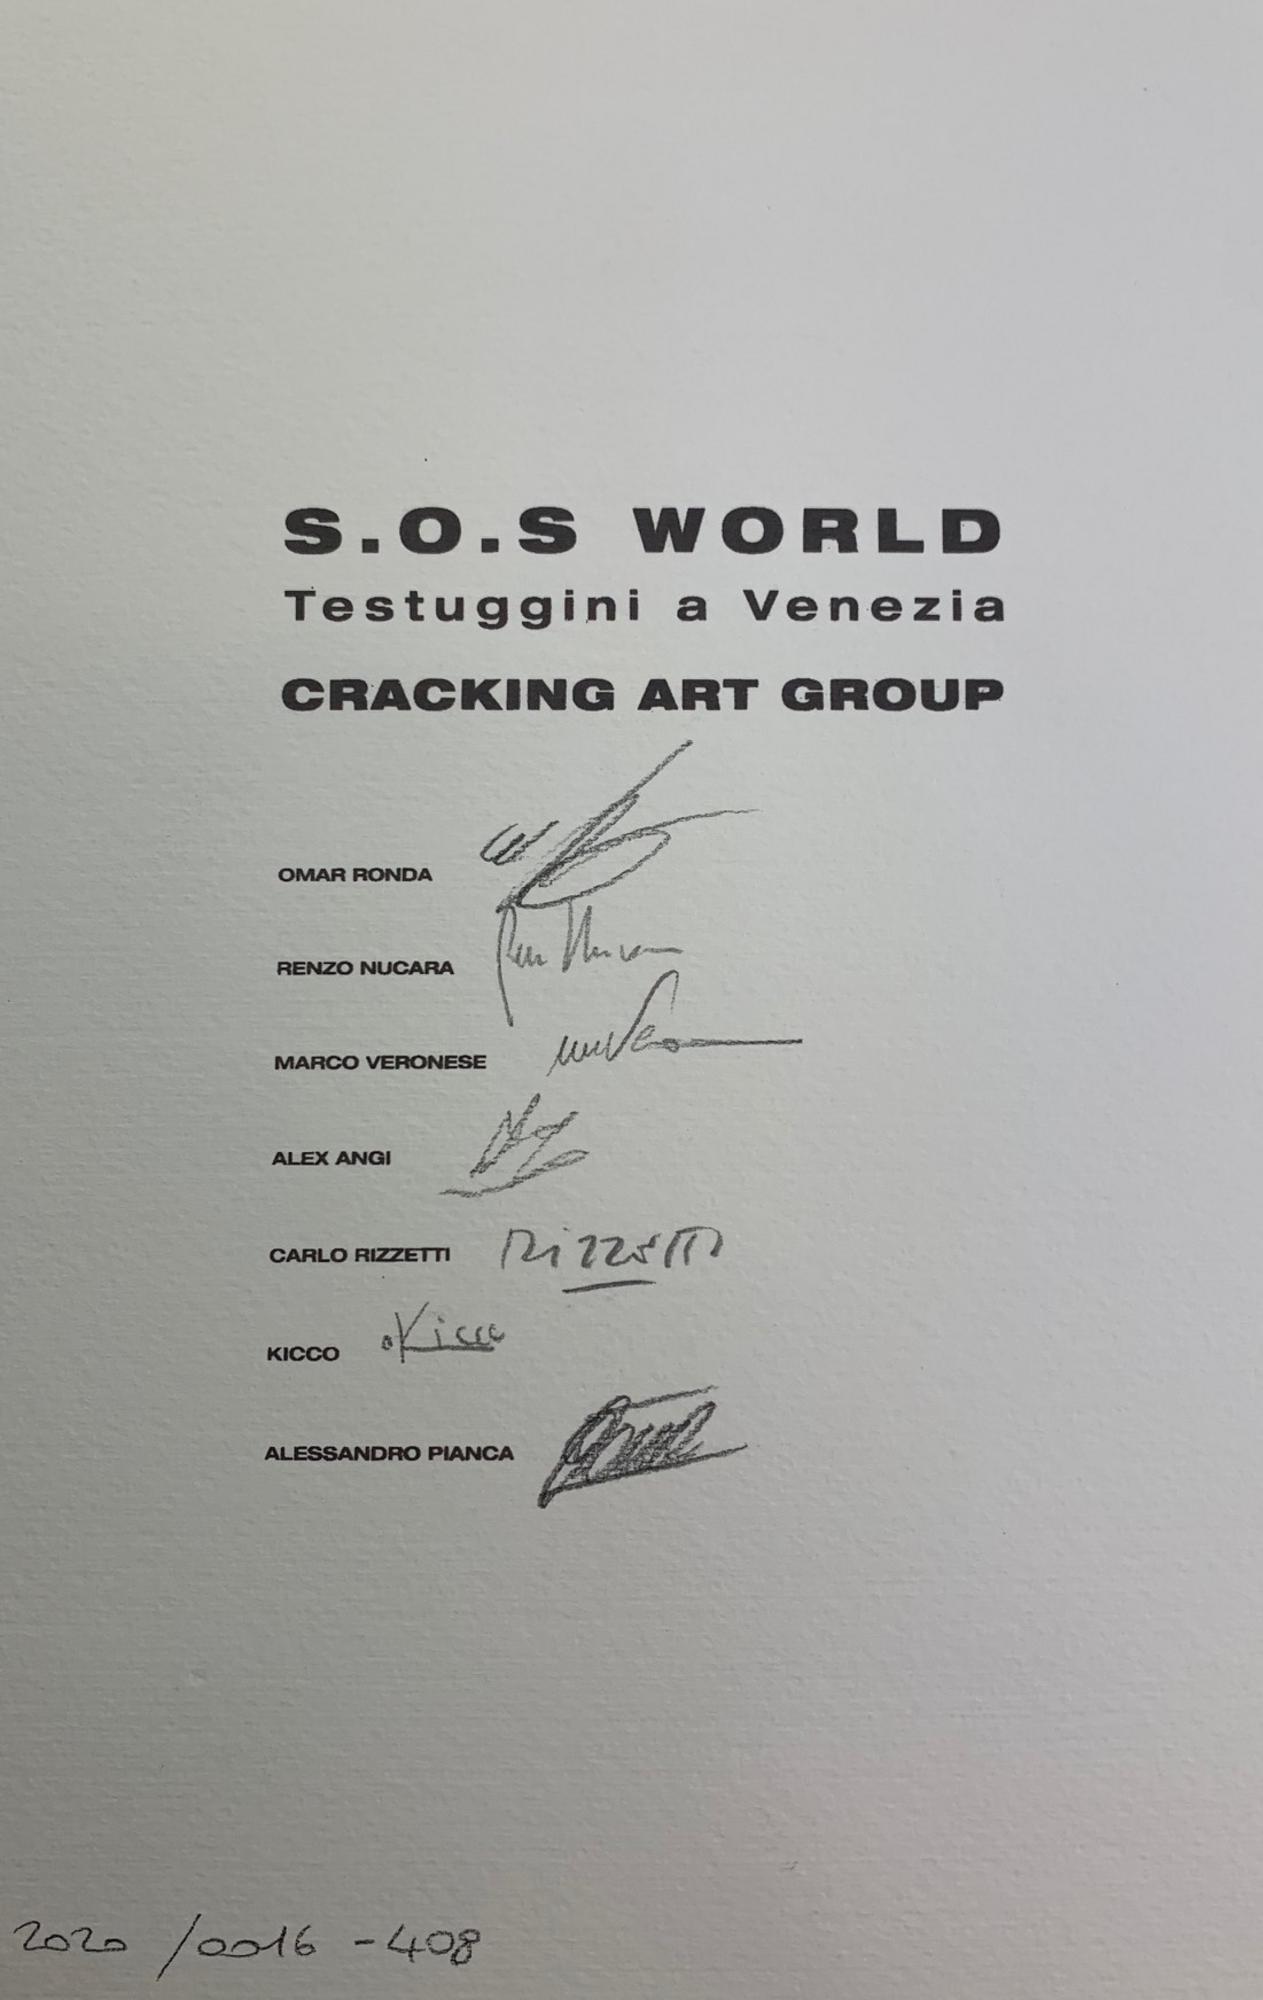 S.O.S WORLD
Testuggini a Venezia
CRACKING ART GROUP
OMAR RONDA
RENZO NUCARA
MARCO VERONESE
ALEX ANGI
CARLO RIZZETTI Rizzetti
KICCO Kicco
ALESSANDRO PIANCA
2020 /0016 -408